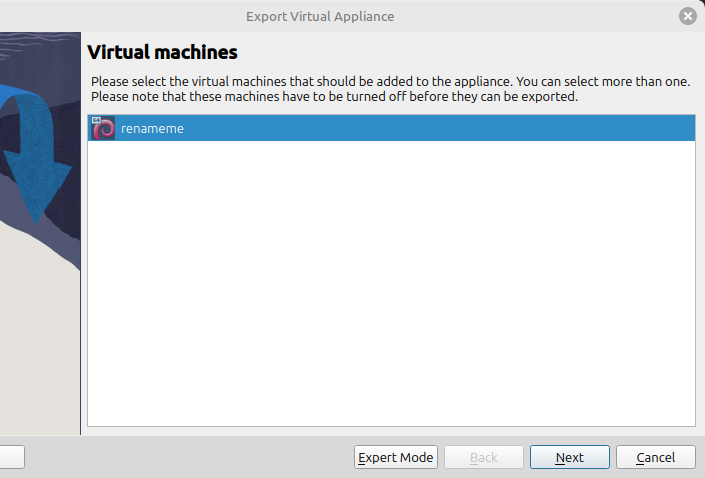 Export Virtual Appliance
Virtual machines
Please select the virtual machines that should be added to the appliance. You can select more than one.
Please note that these machines have to be turned off before they can be exported.
64
renameme
Expert Mode
Back
Next
Cancel